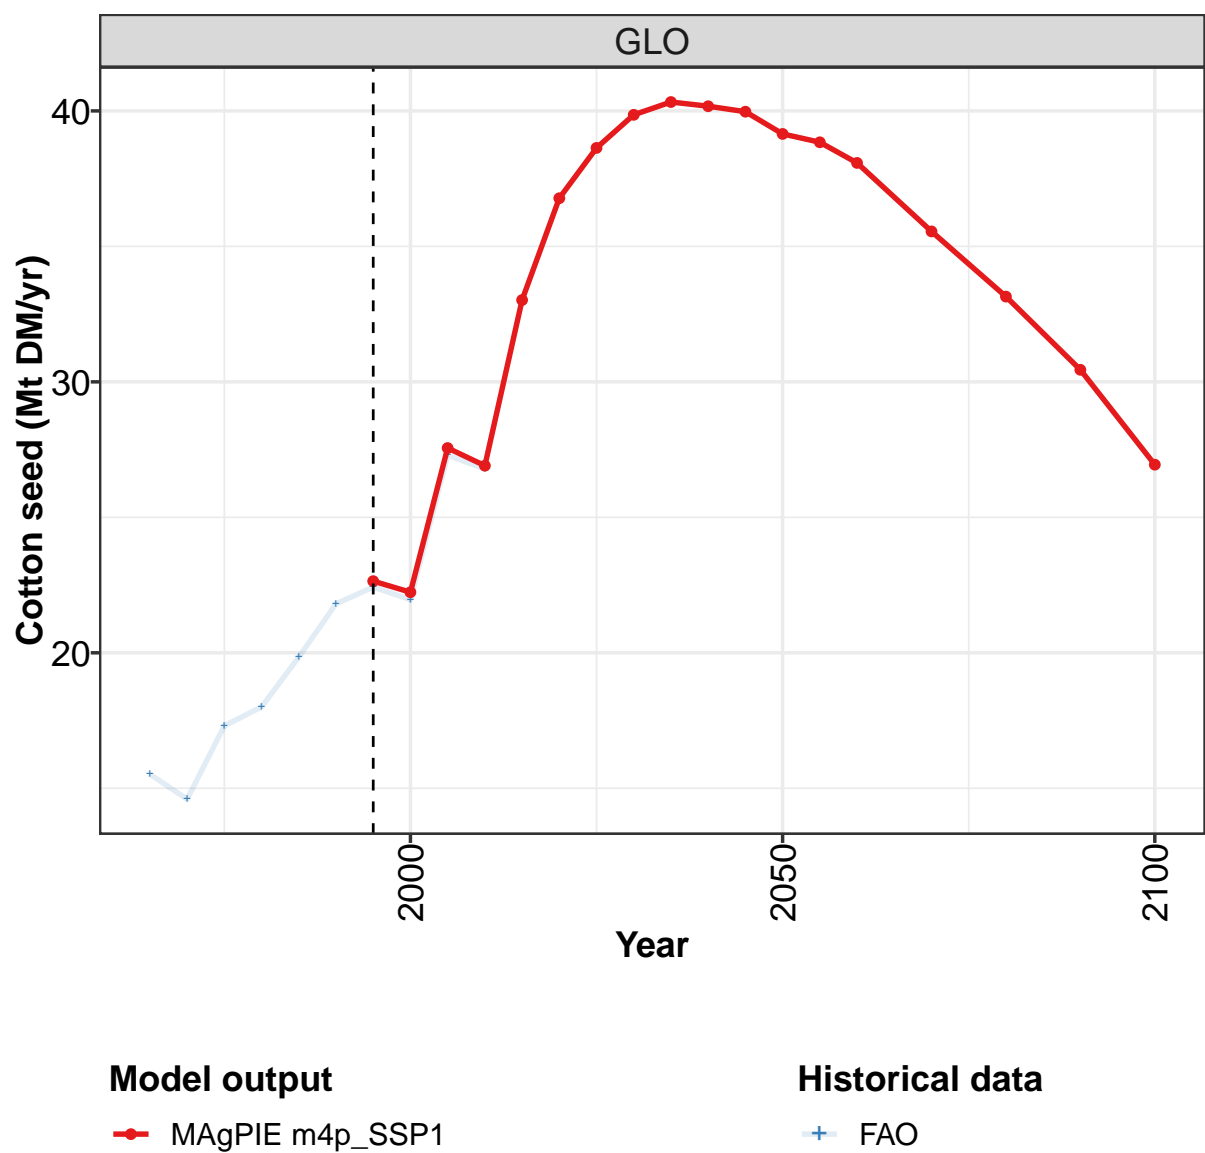 GLO
40
30
20
Cotton seed (Mt DM/yr)
2000
2050
2100
Year
Model output
MAgPIE m4p_SSP1
Historical data
FAO